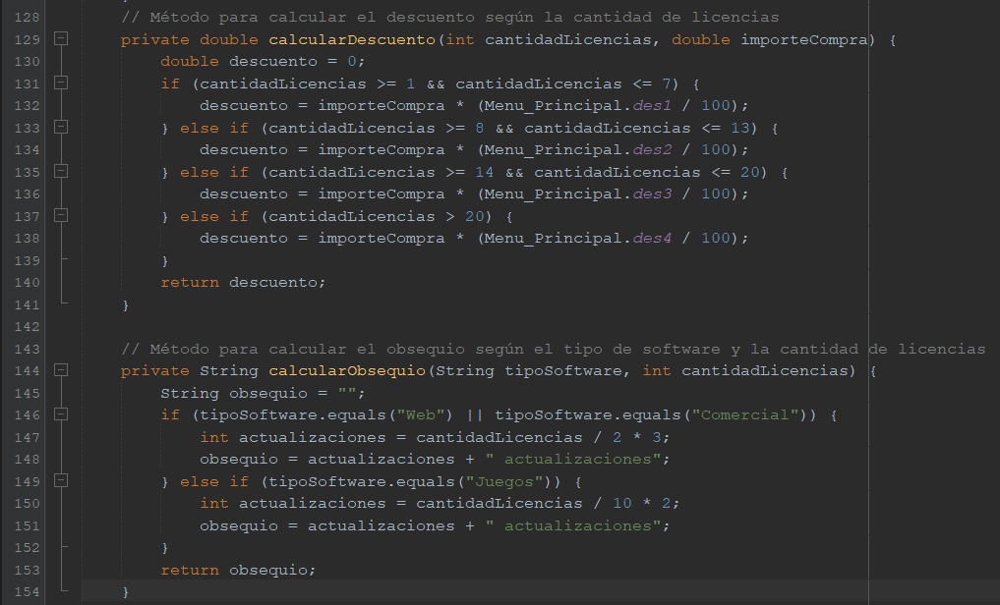 128 // Método para calcular el descuento según la cantidad de licencias
129 private double calcularDescuento(int cantidadLicencias, double importeCompra) {
130 double descuento = 0;
131 if (cantidadLicencias >= 1 && cantidadLicencias <= 7) {
132 descuento = importeCompra * (Menu_Principal.des1 / 100);
133 } else if (cantidadLicencias >= 8 && cantidadLicencias <= 13) {
134 descuento = importeCompra * (Menu_Principal.des2 / 100);
135 } else if (cantidadLicencias >= 14 && cantidadLicencias <= 20) {
136 descuento = importeCompra * (Menu_Principal.des3 / 100);
137 } else if (cantidadLicencias > 20) {
138 descuento = importeCompra * (Menu_Principal.des4 / 100);
139 }
140 return descuento;
141 }
142
143 // Método para calcular el obsequio según el tipo de software y la cantidad de licencias
144 private String calcularObsequio(String tipoSoftware, int cantidadLicencias) {
145 String obsequio = "";
146 if (tipoSoftware.equals("Web") || tipoSoftware.equals("Comercial")) {
147 int actualizaciones = cantidadLicencias / 2 * 3;
148 obsequio = actualizaciones + " actualizaciones";
149 } else if (tipoSoftware.equals("Juegos")) {
150 int actualizaciones = cantidadLicencias / 10 * 2;
151 obsequio = actualizaciones + " actualizaciones";
152 }
153 return obsequio;
154 }